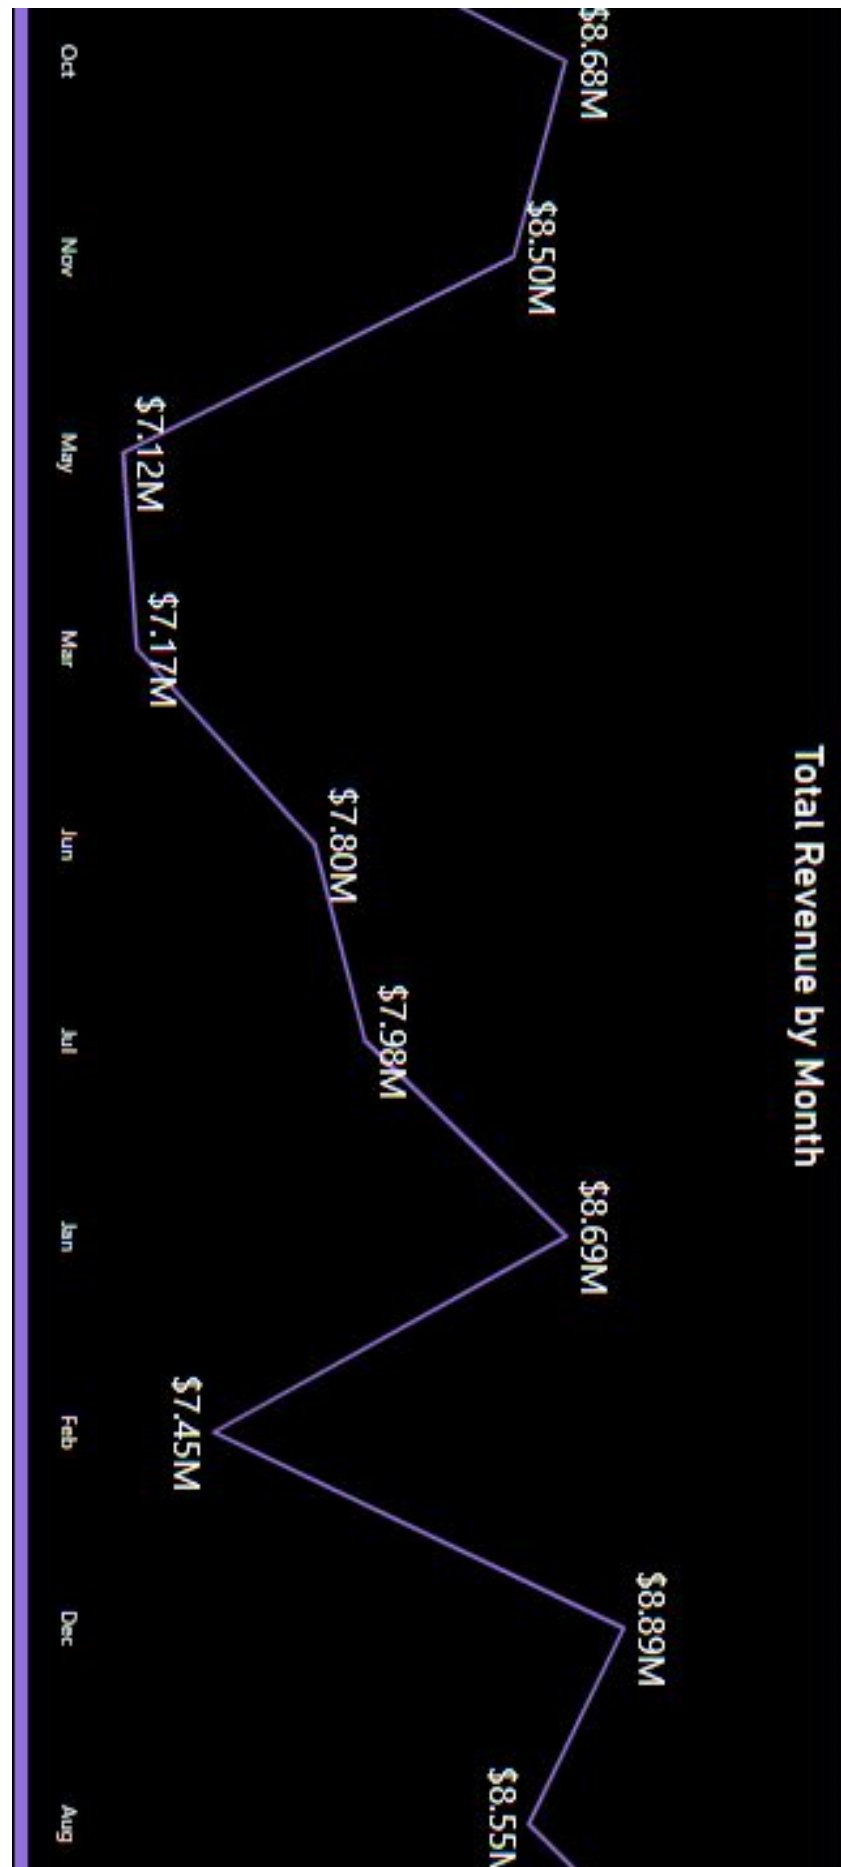 Total Revenue by Month
$8.68M
$8.50M
$7.12M
$7.17M
$7.80M
$7.98M
$8.69M
$7.45M
$8.89M
$8.55M
Oct
Nov
May
Mar
Jun
Jul
Jan
Feb
Dec
Aug